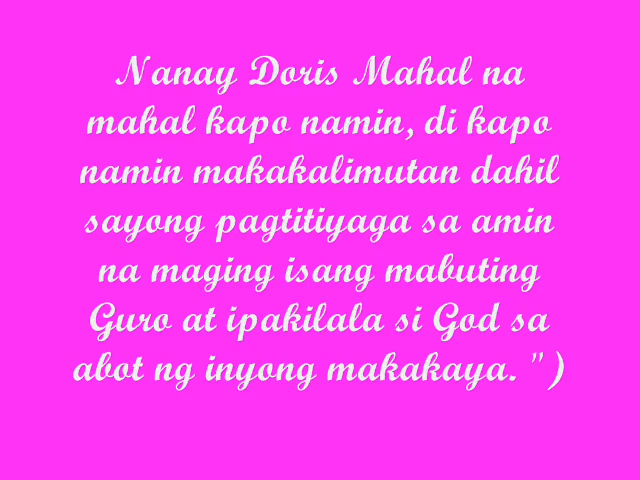 Nanay Doris Mahal na
mahal kapo namin, di kapo
namin makakalimutan dahil
sayong pagtitiyaga sa amin
na maging isang mabuting
Guro at ipakilala si God sa
abot ng inyong makakaya. ")